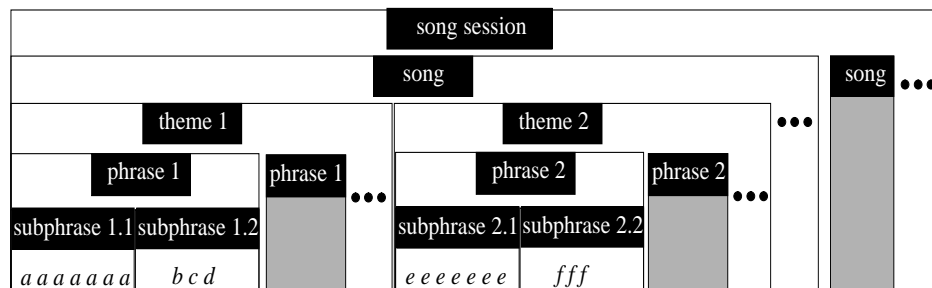 song session
song
song
theme 1
theme 2
phrase 1
phrase 1
phrase 2
phrase 2
subphrase 1.1
subphrase 1.2
subphrase 2.1
subphrase 2.2
a a a a a a a
b c d
e e e e e e e
f f f